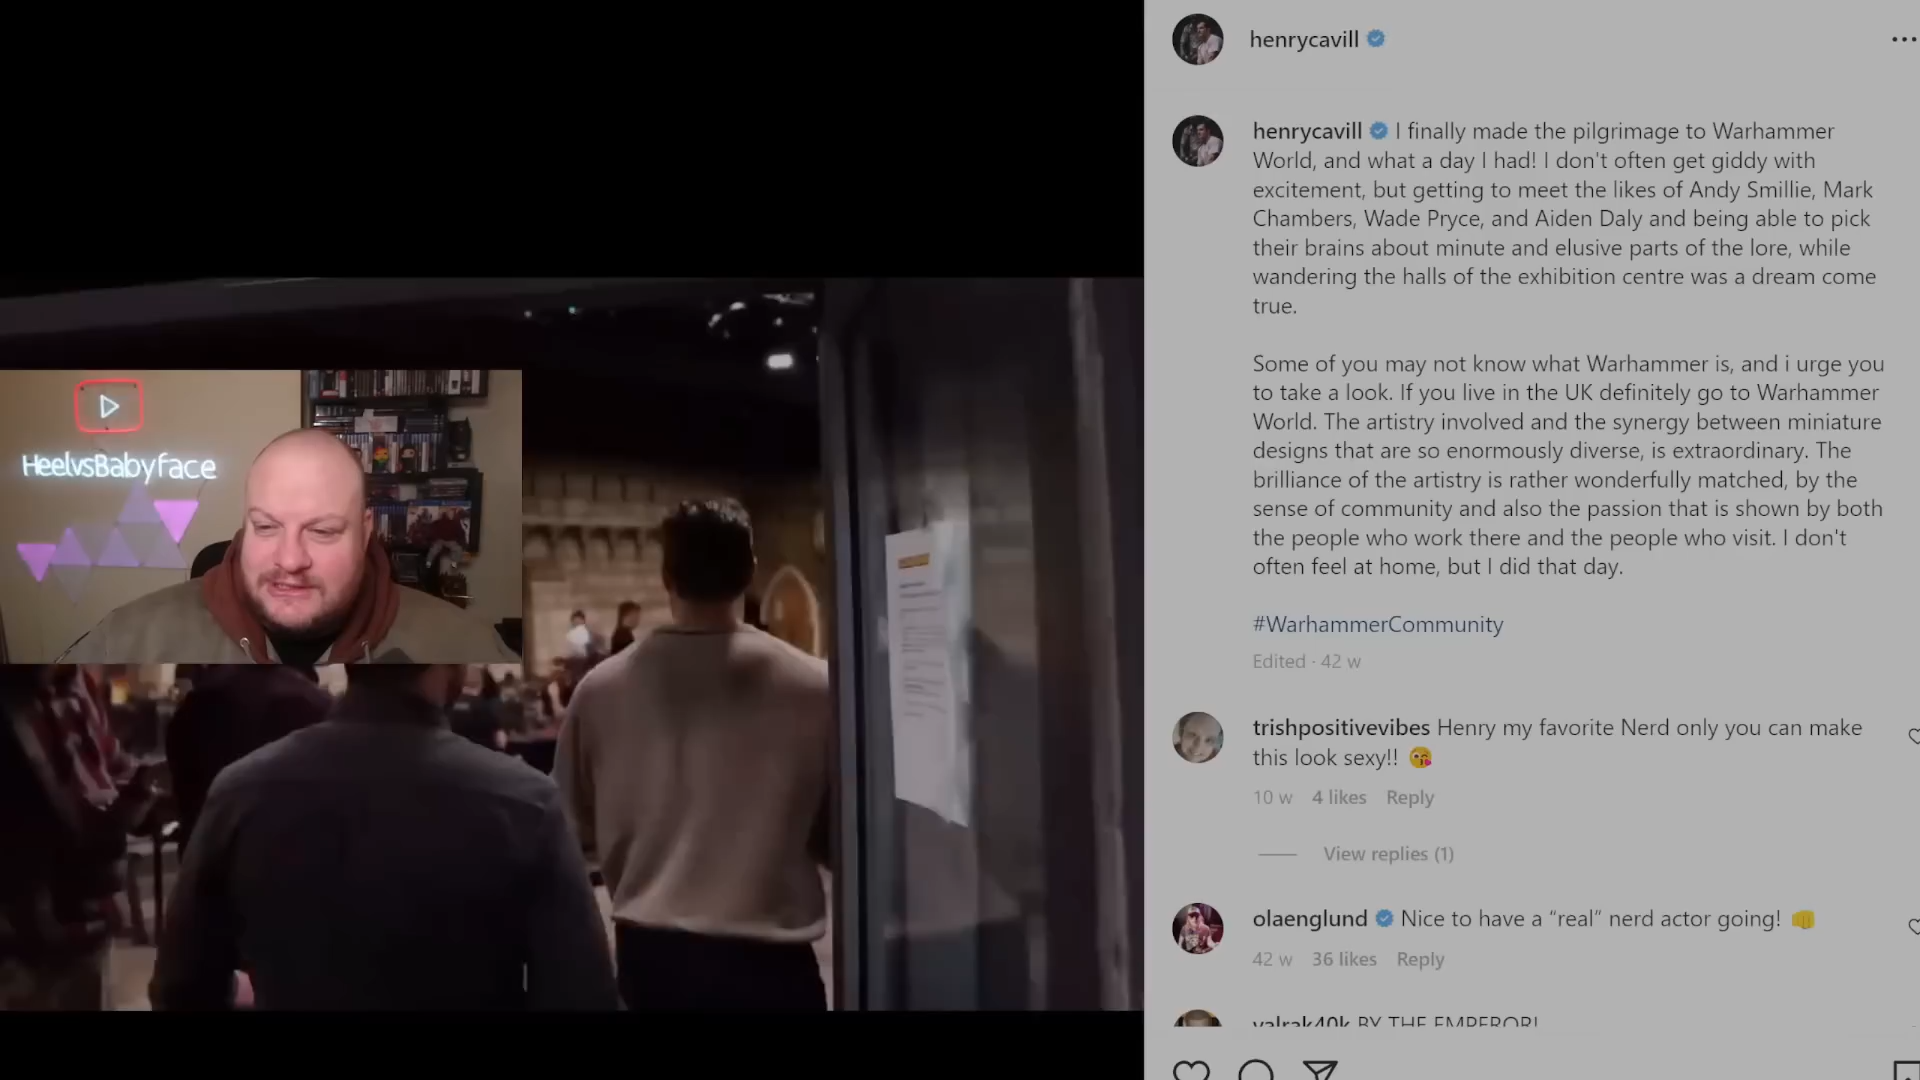 HeelvsBabyface
henrycavill
henrycavill I finally made the pilgrimage to Warhammer
World, and what a day I had! I don't often get giddy with
excitement, but getting to meet the likes of Andy Smillie, Mark
Chambers, Wade Pryce, and Aiden Daly and being able to pick
their brains about minute and elusive parts of the lore, while
wandering the halls of the exhibition centre was a dream come
true.
Some of you may not know what Warhammer is, and i urge you
to take a look. If you live in the UK definitely go to Warhammer
World. The artistry involved and the synergy between miniature
designs that are so enormously diverse, is extraordinary. The
brilliance of the artistry is rather wonderfully matched, by the
sense of community and also the passion that is shown by both
the people who work there and the people who visit. I don't
often feel at home, but I did that day.
#WarhammerCommunity
Edited · 42 w
trishpositivevibes Henry my favorite Nerd only you can make
this look sexy!! 😘
10 w 4 likes Reply
View replies (1)
olaenglund Nice to have a “real” nerd actor going! 👊
42 w 36 likes Reply
valrak40k BY THE EMPEROR!